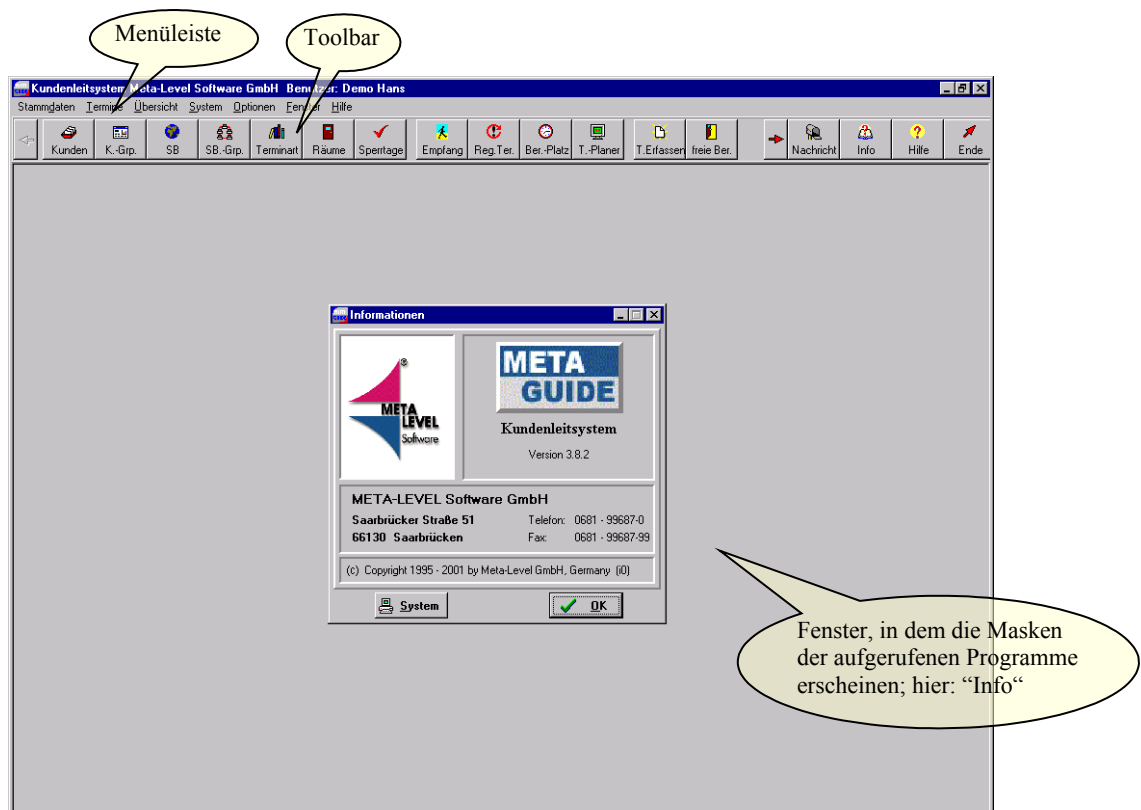 Menüleiste
Toolbar
Kundenleitsystem Meta-Level Software GmbH Benutzer: Demo Hans
Stammdaten Termine Übersicht System Optionen Fenster Hilfe
Kunden K.-Grp. SB SB.-Grp. Terminart Räume Sperrtage Empfang Reg.Ter. Ber.-Platz T.-Planer T.Erfassen freie Ber. Nachricht Info Hilfe Ende
Informationen
META LEVEL Software
®
META
GUIDE
Kundenleitsystem
Version 3.8.2
META-LEVEL Software GmbH
Saarbrücker Straße 51 Telefon: 0681 - 99687-0
66130 Saarbrücken Fax: 0681 - 99687-99
(c) Copyright 1995 - 2001 by Meta-Level GmbH, Germany (i0)
System OK
Fenster, in dem die Masken
der aufgerufenen Programme
erscheinen; hier: “Info“